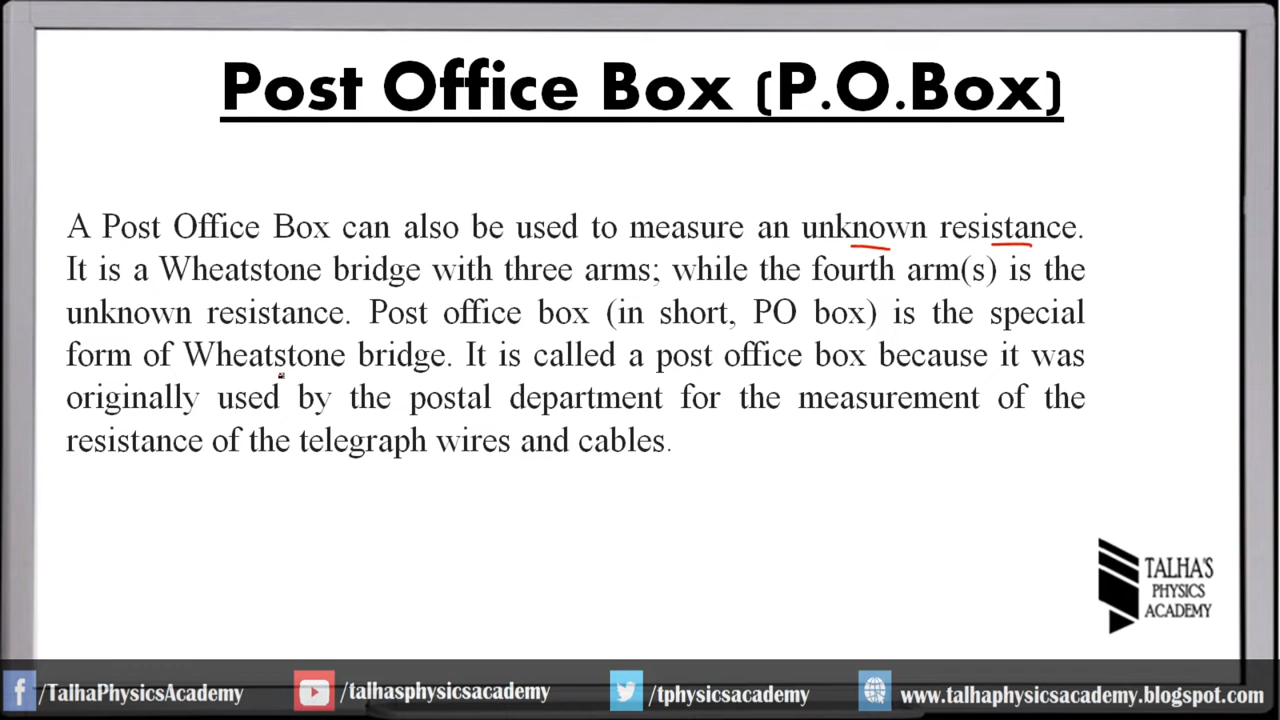 Post Office Box (P.O.Box)
A Post Office Box can also be used to measure an unknown resistance.
It is a Wheatstone bridge with three arms; while the fourth arm(s) is the
unknown resistance. Post office box (in short, PO box) is the special
form of Wheatstone bridge. It is called a post office box because it was
originally used by the postal department for the measurement of the
resistance of the telegraph wires and cables.
TALHA'S
PHYSICS
ACADEMY
/TalhaPhysicsAcademy /talhasphysicsacademy /tphysicsacademy www.talhaphysicsacademy.blogspot.com